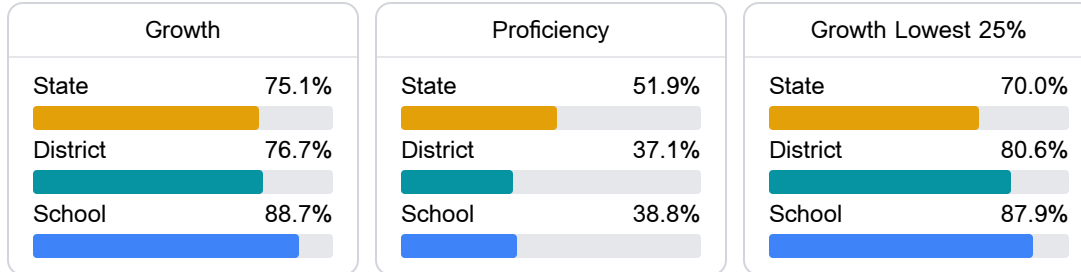 Growth
State 75.1%
District 76.7%
School 88.7%
Proficiency
State 51.9%
District 37.1%
School 38.8%
Growth Lowest 25%
State 70.0%
District 80.6%
School 87.9%